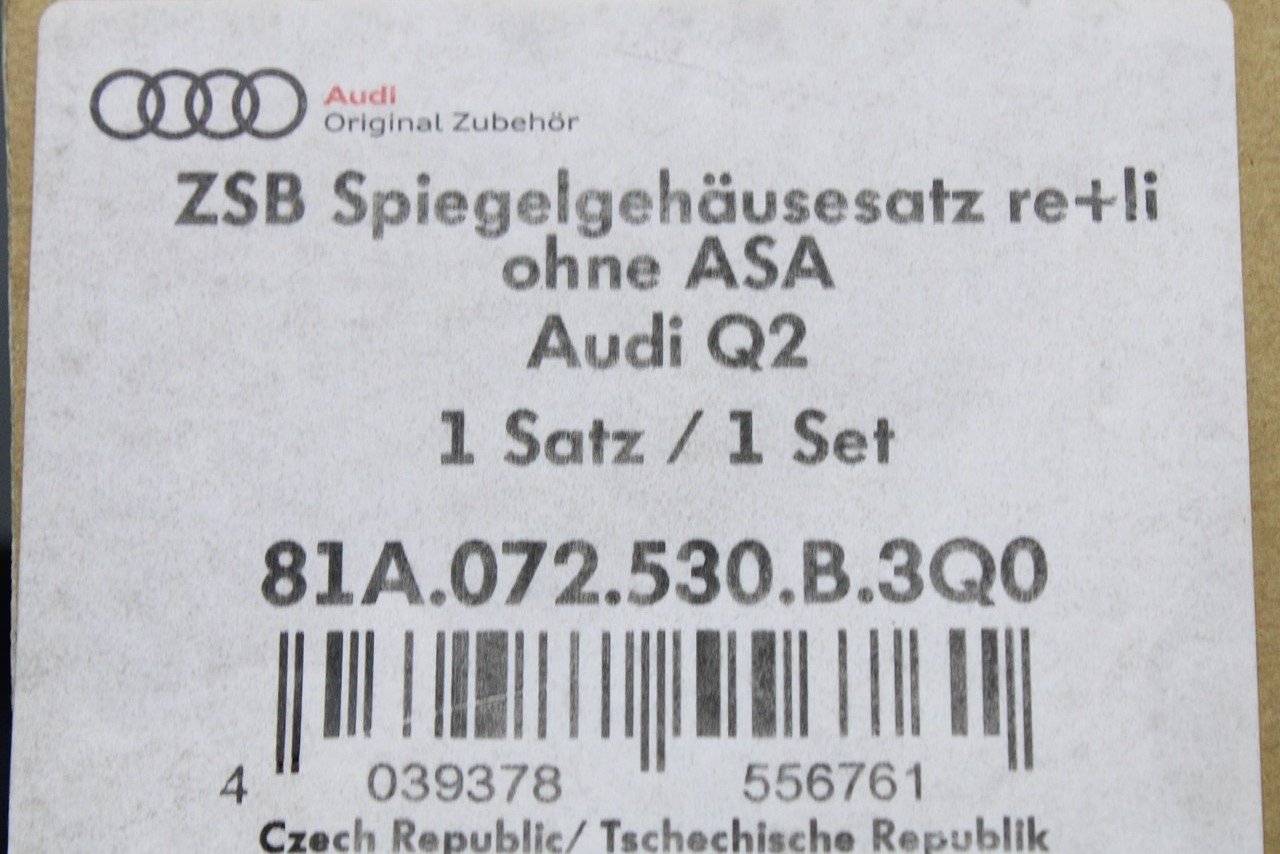 Audi
Original Zubehör
ZSB Spiegelgehäusesatz re+li
ohne ASA
Audi Q2
1 Satz / 1 Set
81A.072.530.B.3Q0
4 039378 556761
Czech Republic/ Tschechische Republik